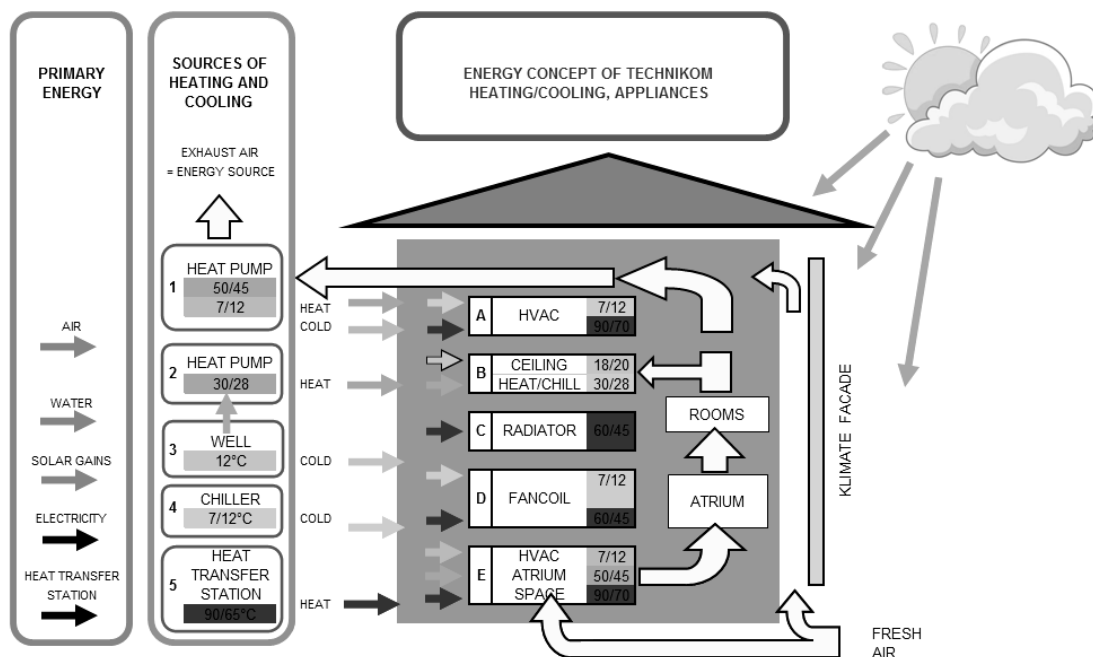 PRIMARY
ENERGY
AIR
WATER
SOLAR GAINS
ELECTRICITY
HEAT TRANSFER
STATION
SOURCES OF
HEATING AND
COOLING
EXHAUST AIR
= ENERGY SOURCE
1
HEAT PUMP
50/45
7/12
2
HEAT PUMP
30/28
3
WELL
12°C
4
CHILLER
7/12°C
5
HEAT
TRANSFER
STATION
90/65°C
HEAT
COLD
HEAT
COLD
COLD
HEAT
ENERGY CONCEPT OF TECHNIKOM
HEATING/COOLING, APPLIANCES
A
HVAC
7/12
90/70
B
CEILING
18/20
HEAT/CHILL
30/28
C
RADIATOR
60/45
D
FANCOIL
7/12
60/45
E
HVAC
7/12
ATRIUM
50/45
SPACE
90/70
ROOMS
ATRIUM
KLIMATE FACADE
FRESH
AIR